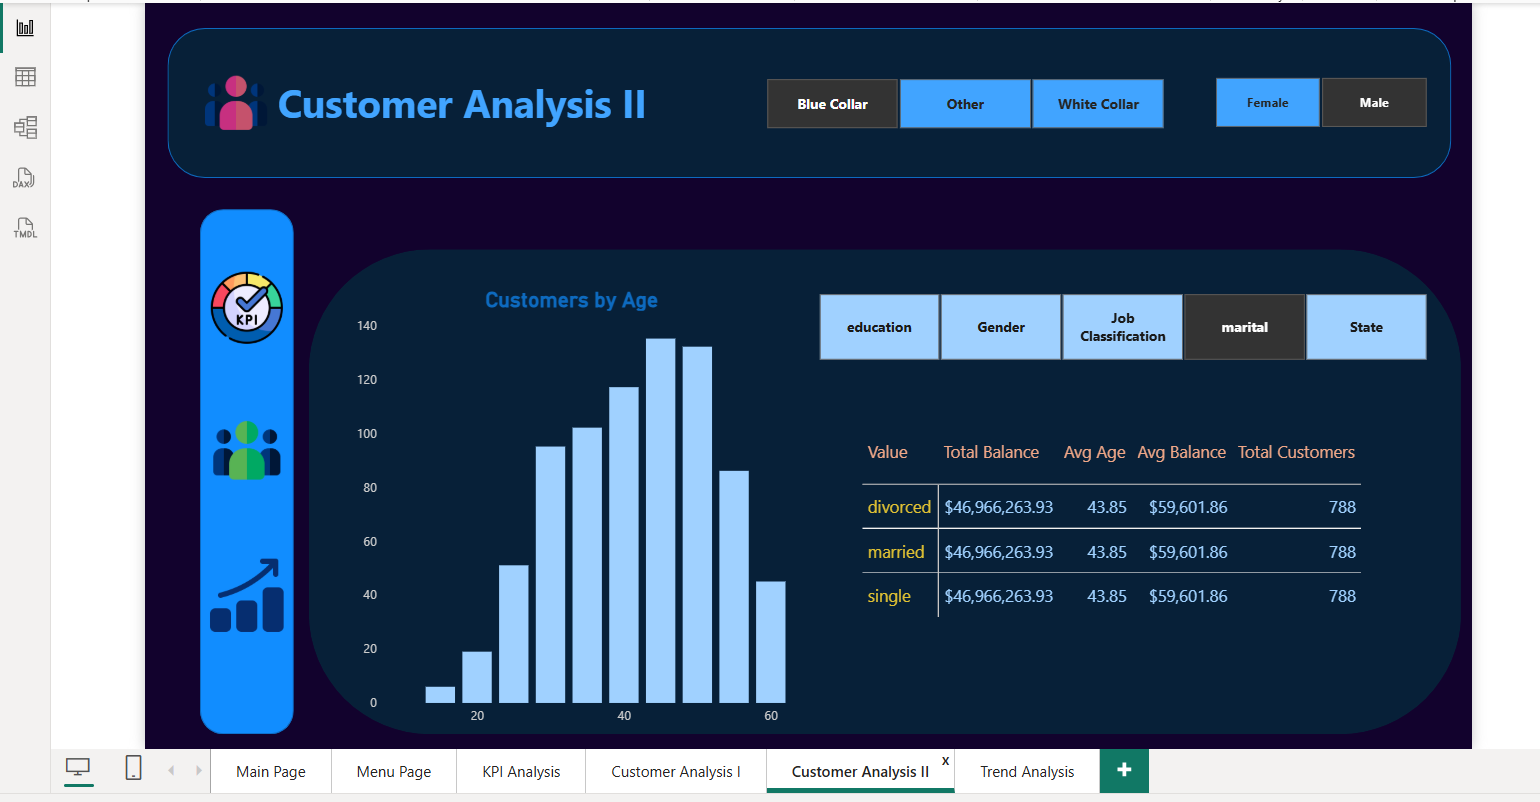 DAX
TMDL
Customer Analysis II
Blue Collar
Other
White Collar
Female
Male
KPI
Customers by Age
140
120
100
80
60
40
20
0
20
40
60
education
Gender
Job
Classification
marital
State
Value Total Balance Avg Age Avg Balance Total Customers
divorced $46,966,263.93 43.85 $59,601.86 788
married $46,966,263.93 43.85 $59,601.86 788
single $46,966,263.93 43.85 $59,601.86 788
Main Page
Menu Page
KPI Analysis
Customer Analysis I
Customer Analysis II
x
Trend Analysis
+